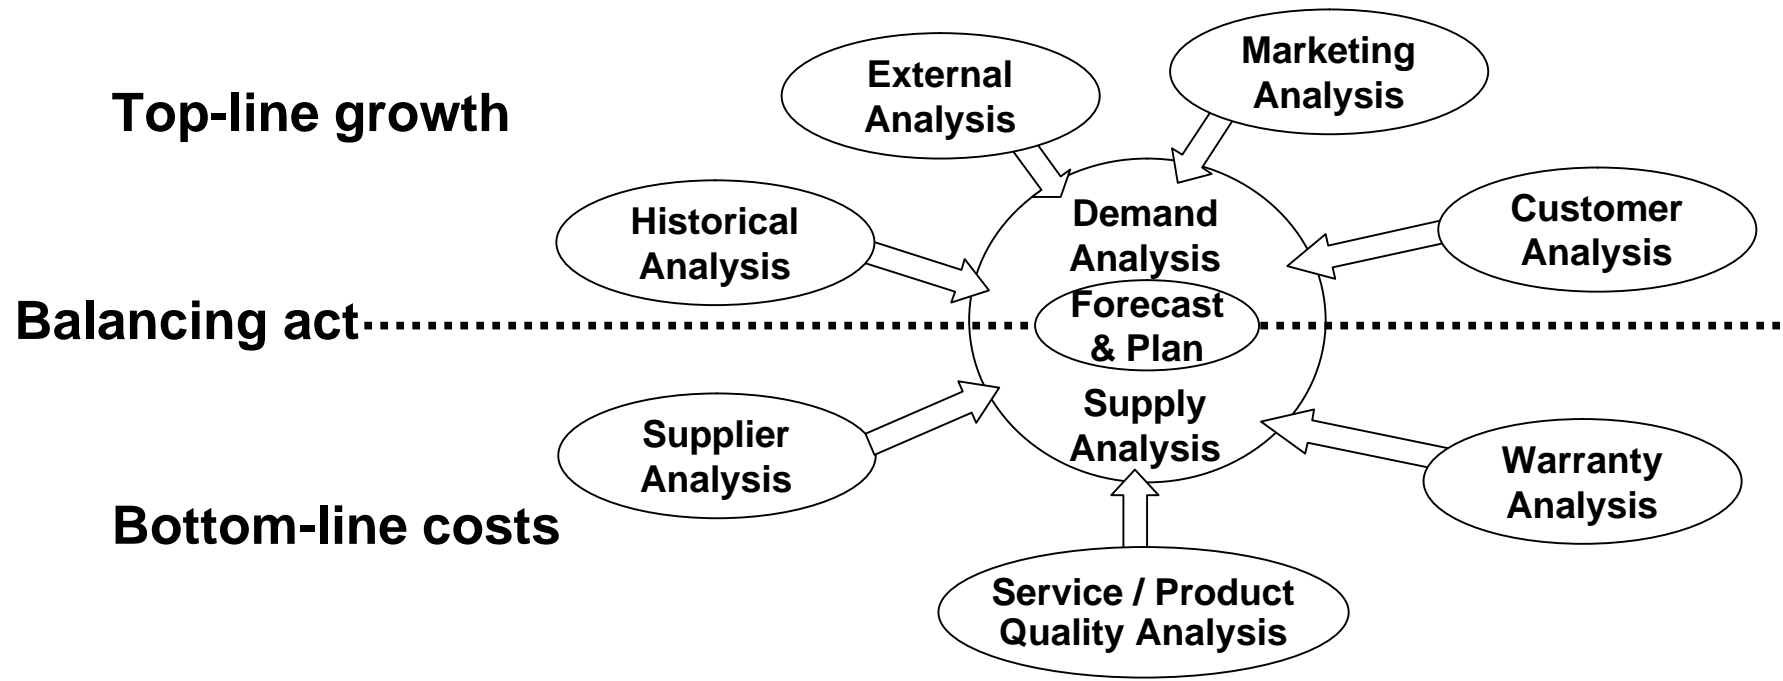 Top-line growth
External
Analysis
Marketing
Analysis
Historical
Analysis
Demand
Analysis
Customer
Analysis
Balancing act
Forecast
& Plan
Supplier
Analysis
Supply
Analysis
Warranty
Analysis
Bottom-line costs
Service / Product
Quality Analysis